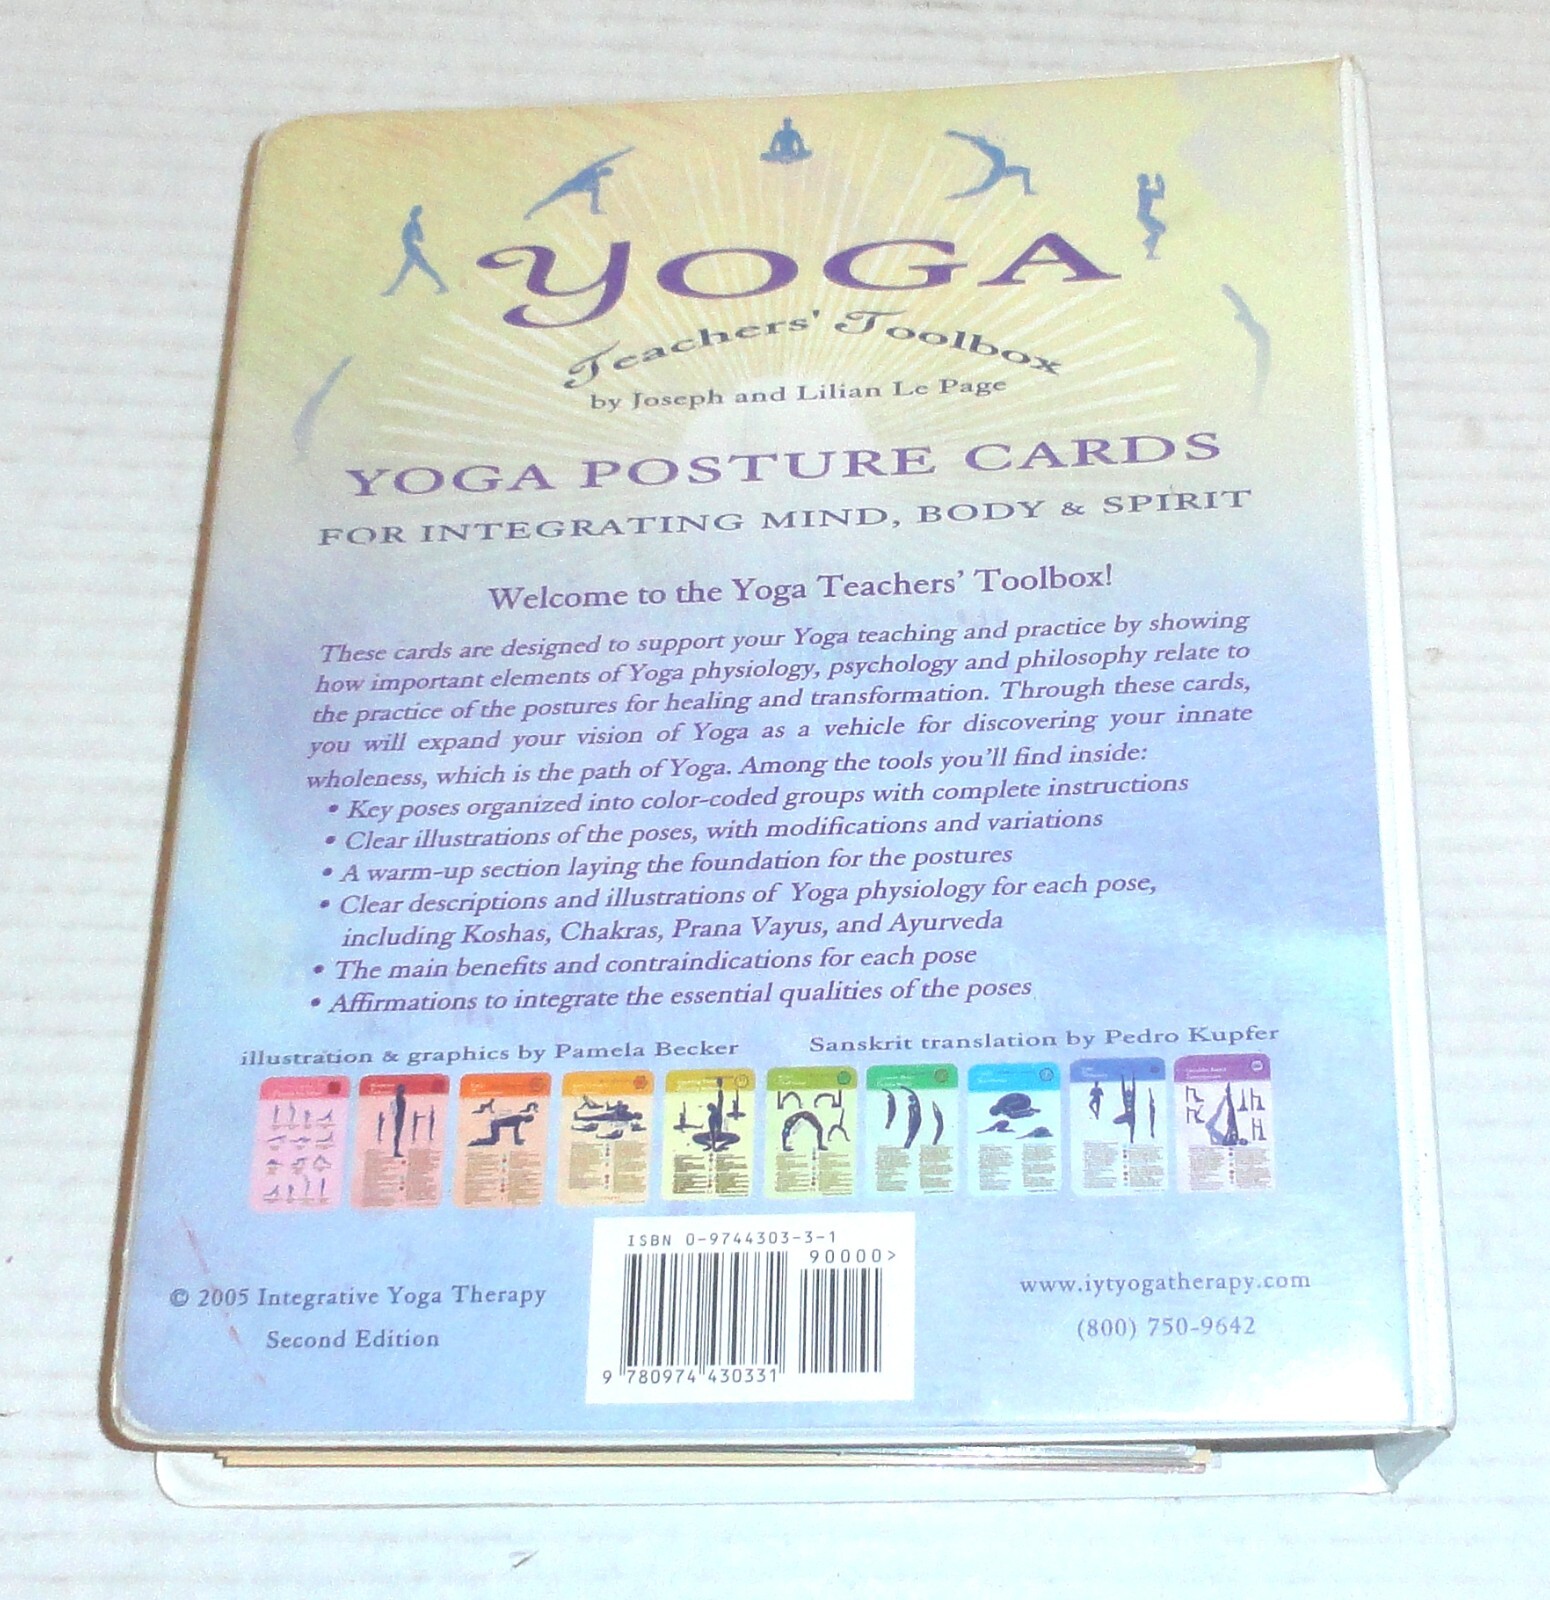 YOGA
Teachers' Toolbox
by Joseph and Lilian Le Page
YOGA POSTURE CARDS
FOR INTEGRATING MIND, BODY & SPIRIT
Welcome to the Yoga Teachers' Toolbox!
These cards are designed to support your Yoga teaching and practice by showing
how important elements of Yoga physiology, psychology and philosophy relate to
the practice of the postures for healing and transformation. Through these cards,
you will expand your vision of Yoga as a vehicle for discovering your innate
wholeness, which is the path of Yoga. Among the tools you'll find inside:
• Key poses organized into color-coded groups with complete instructions
• Clear illustrations of the poses, with modifications and variations
• A warm-up section laying the foundation for the postures
• Clear descriptions and illustrations of Yoga physiology for each pose,
including Koshas, Chakras, Prana Vayus, and Ayurveda
• The main benefits and contraindications for each pose
• Affirmations to integrate the essential qualities of the poses
illustration & graphics by Pamela Becker
Sanskrit translation by Pedro Kupfer
ISBN 0-9744303-3-1
90000>
9 780974 430331
© 2005 Integrative Yoga Therapy
Second Edition
www.iytyogatherapy.com
(800) 750-9642